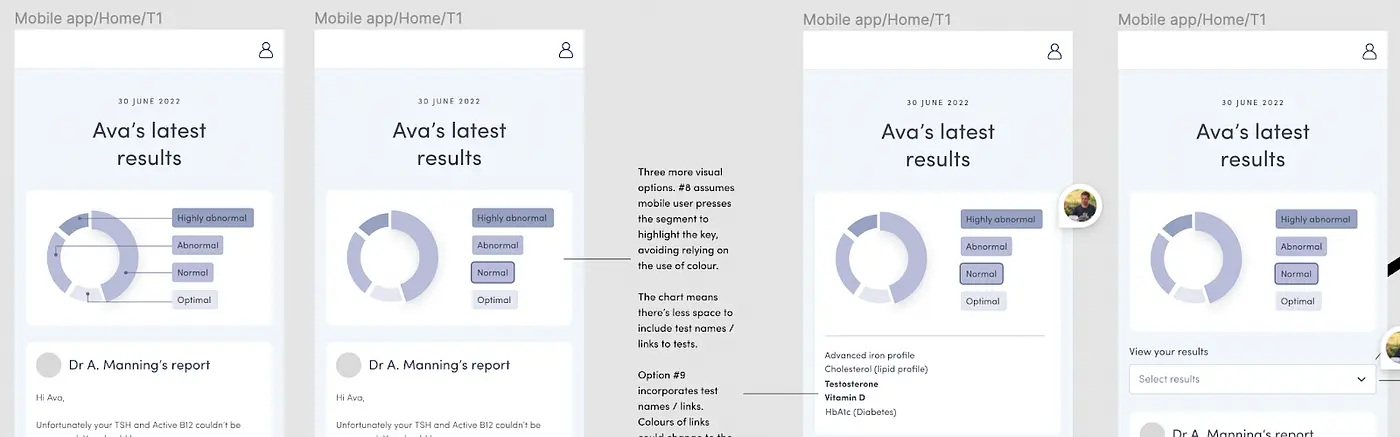 Mobile app/Home/T1
30 JUNE 2022
Ava's latest
results
Highly abnormal
Abnormal
Normal
Optimal
Dr A. Manning's report
Hi Ava,
Unfortunately your TSH and Active B12 couldn't be
Mobile app/Home/T1
30 JUNE 2022
Ava's latest
results
Highly abnormal
Abnormal
Normal
Optimal
Dr A. Manning's report
Hi Ava,
Unfortunately your TSH and Active B12 couldn't be
Three more visual
options. #8 assumes
mobile user presses
the segment to
highlight the key,
avoiding relying on
the use of colour.
The chart means
there's less space to
include test names /
links to tests.
Option #9
incorporates test
names / links.
Colours of links
could change to the
Mobile app/Home/T1
30 JUNE 2022
Ava's latest
results
Highly abnormal
Abnormal
Normal
Optimal
Advanced iron profile
Cholesterol (lipid profile)
Testosterone
Vitamin D
HbA1c (Diabetes)
Mobile app/Home/T1
30 JUNE 2022
Ava's latest
results
Highly abnormal
Abnormal
Normal
Optimal
View your results
Select results
Dr A. Manning's report